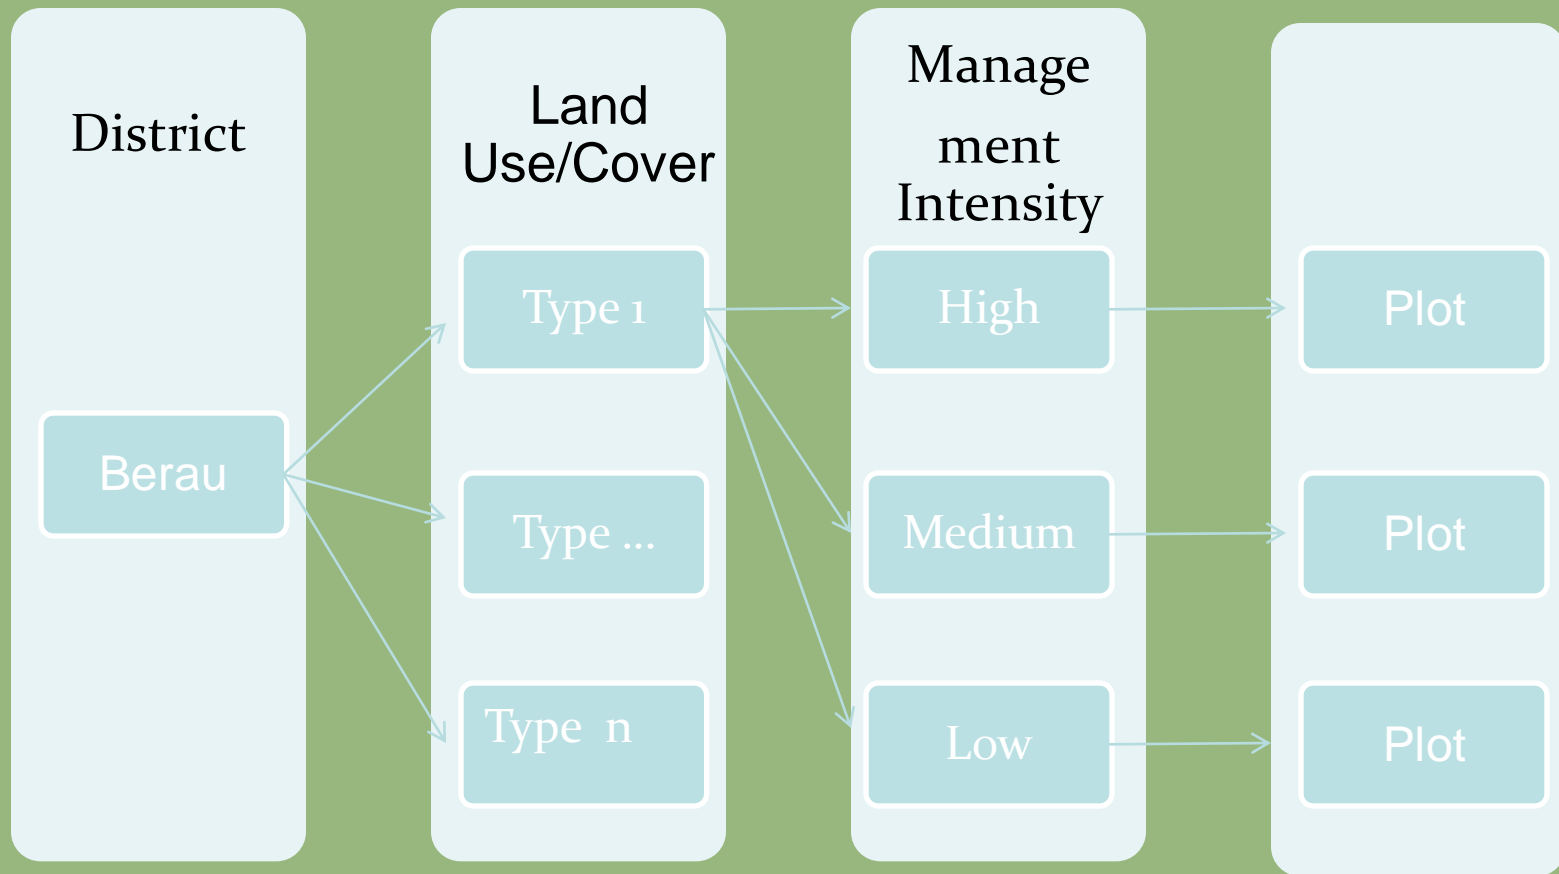 District
Berau
Land
Use/Cover
Type 1
Type ...
Type n
Manage
ment
Intensity
High
Medium
Low
Plot
Plot
Plot